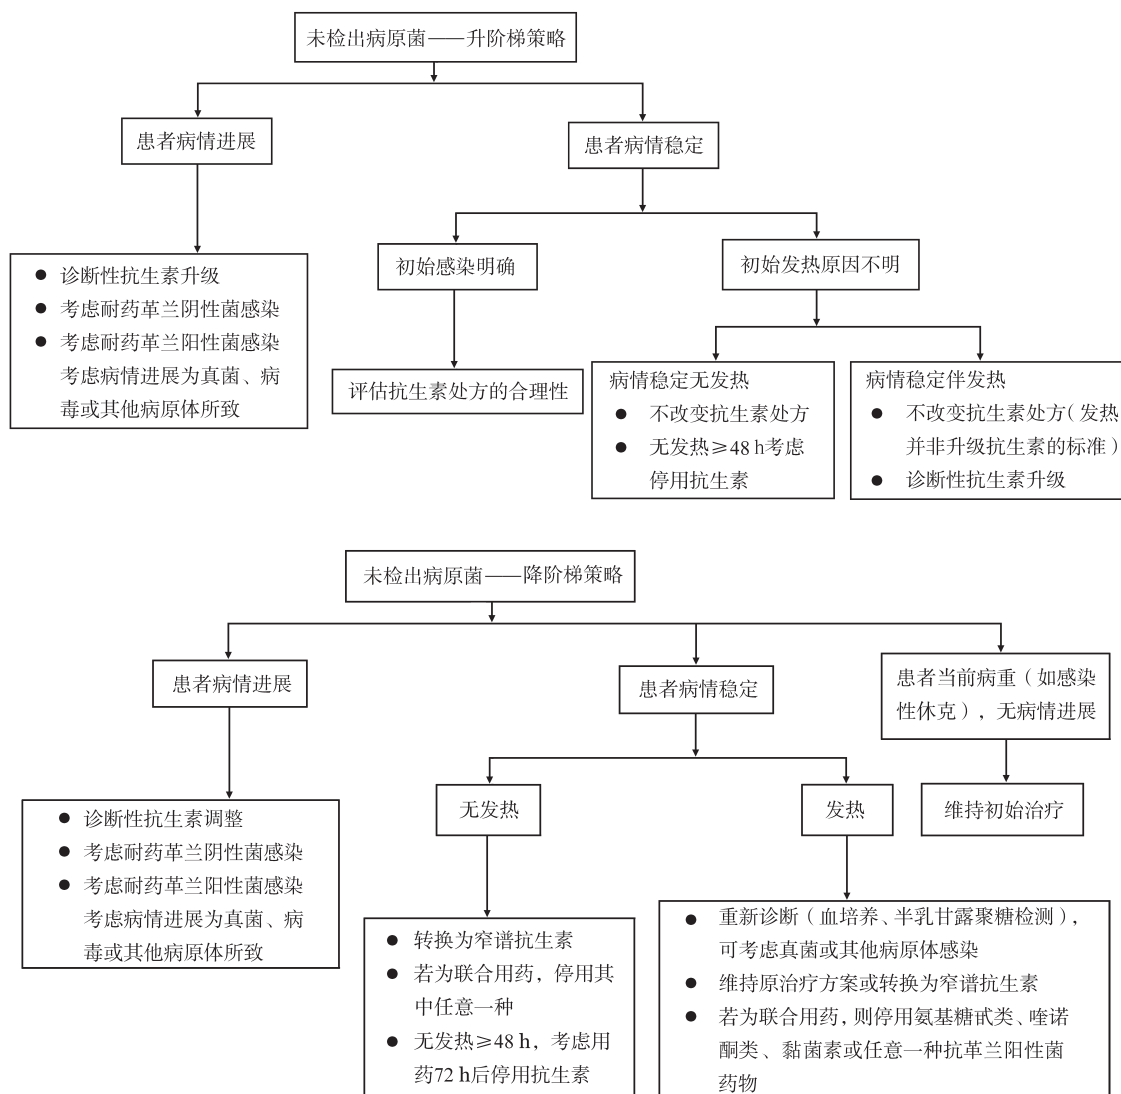 未检出病原菌——升阶梯策略
患者病情进展
患者病情稳定
● 诊断性抗生素升级
● 考虑耐药革兰阴性菌感染
● 考虑耐药革兰阳性菌感染
考虑病情进展为真菌、病
毒或其他病原体所致
初始感染明确
初始发热原因不明
评估抗生素处方的合理性
病情稳定无发热
● 不改变抗生素处方
● 无发热≥48 h考虑
停用抗生素
病情稳定伴发热
● 不改变抗生素处方（发热
并非升级抗生素的标准）
● 诊断性抗生素升级
未检出病原菌——降阶梯策略
患者病情进展
患者病情稳定
患者当前病重（如感染
性休克），无病情进展
● 诊断性抗生素调整
● 考虑耐药革兰阴性菌感染
● 考虑耐药革兰阳性菌感染
考虑病情进展为真菌、病
毒或其他病原体所致
无发热
发热
维持初始治疗
● 转换为窄谱抗生素
● 若为联合用药，停用其
中任意一种
● 无发热≥48 h，考虑用
药72 h后停用抗生素
● 重新诊断（血培养、半乳甘露聚糖检测），
可考虑真菌或其他病原体感染
● 维持原治疗方案或转换为窄谱抗生素
● 若为联合用药，则停用氨基糖甙类、喹诺
酮类、黏菌素或任意一种抗革兰阳性菌
药物